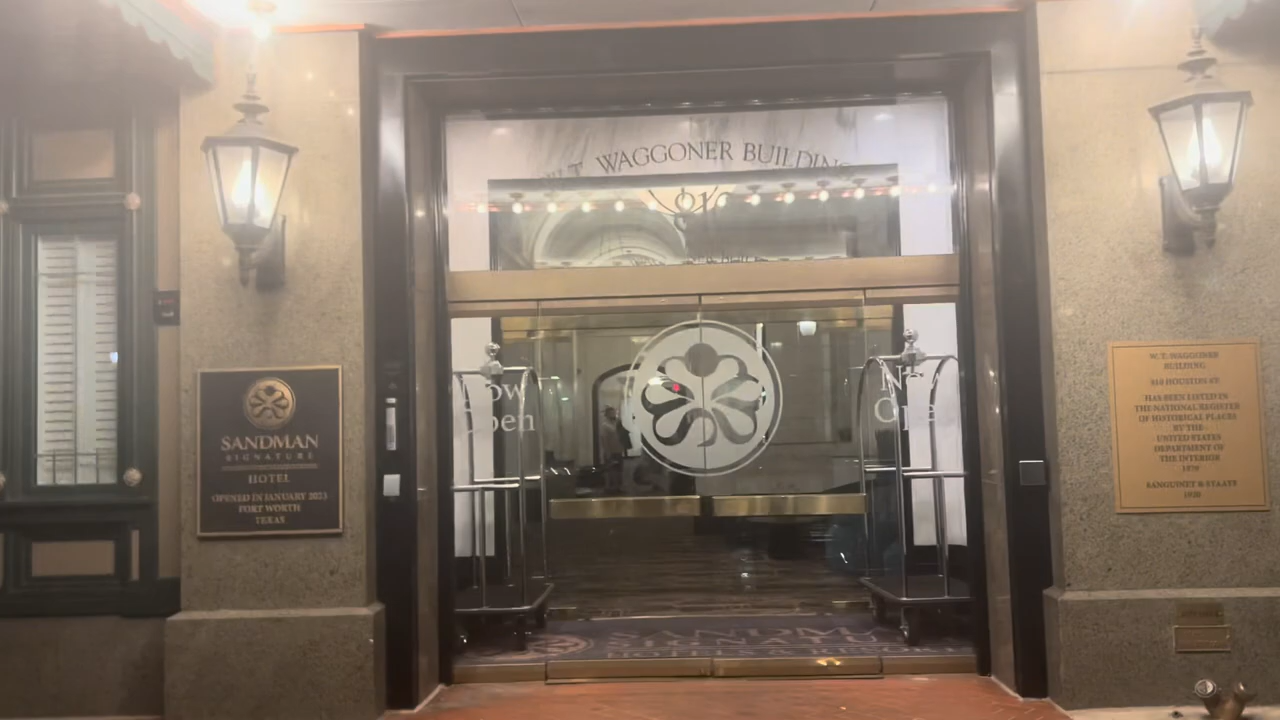 W.T. WAGGONER BUILDING
810
Now
Open
SANDMAN
SIGNATURE
HOTEL
OPENED IN JANUARY 2023
FORT WORTH
TEXAS
W. T. WAGGONER
BUILDING
810 HOUSTON ST.
HAS BEEN LISTED IN
THE NATIONAL REGISTER
OF HISTORICAL PLACES
BY THE
UNITED STATES
DEPARTMENT OF
THE INTERIOR
1979
SANGUINET & STAATS
1920
SANDMAN
SIGNATURE
HOTELS & RESORTS